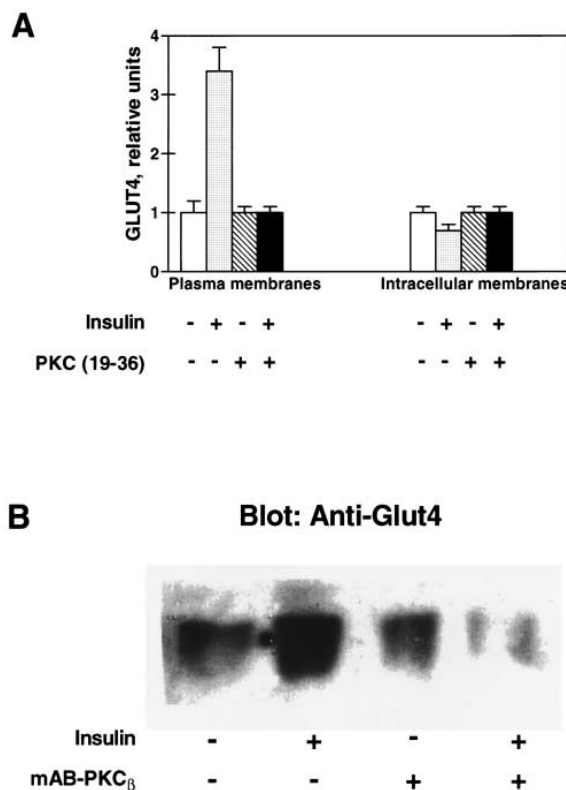 A
GLUT4, relative units
4
3
2
1
0
Plasma membranes Intracellular membranes
Insulin - + - + - + - +
PKC (19-36) - - + + - - + +
B Blot: Anti-Glut4
Insulin - + - +
mAB-PKCβ - - + +